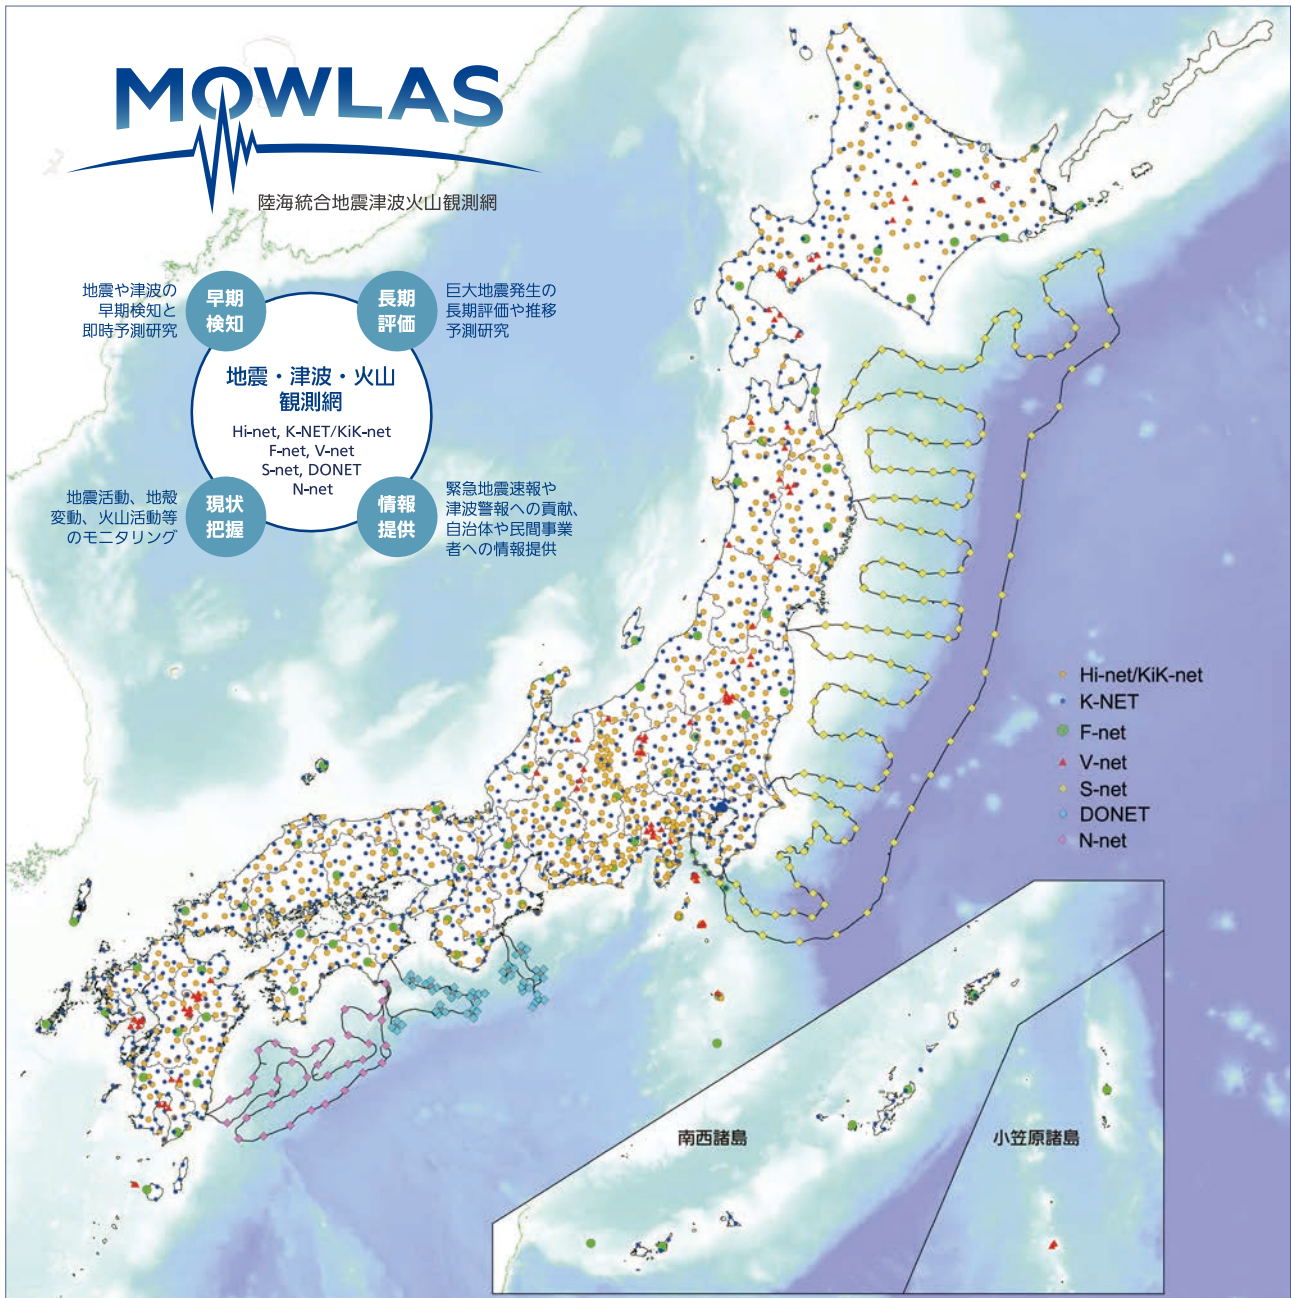 MOWLAS
陸海統合地震津波火山観測網
地震や津波の
早期検知と
即時予測研究
早期
検知
長期
評価
巨大地震発生の
長期評価や推移
予測研究
地震・津波・火山
観測網
Hi-net, K-NET/KiK-net
F-net, V-net
S-net, DONET
N-net
地震活動、地殻
変動、火山活動等
のモニタリング
現状
把握
情報
提供
緊急地震速報や
津波警報への貢献、
自治体や民間事業
者への情報提供
Hi-net/KiK-net
K-NET
F-net
V-net
S-net
DONET
N-net
南西諸島
小笠原諸島